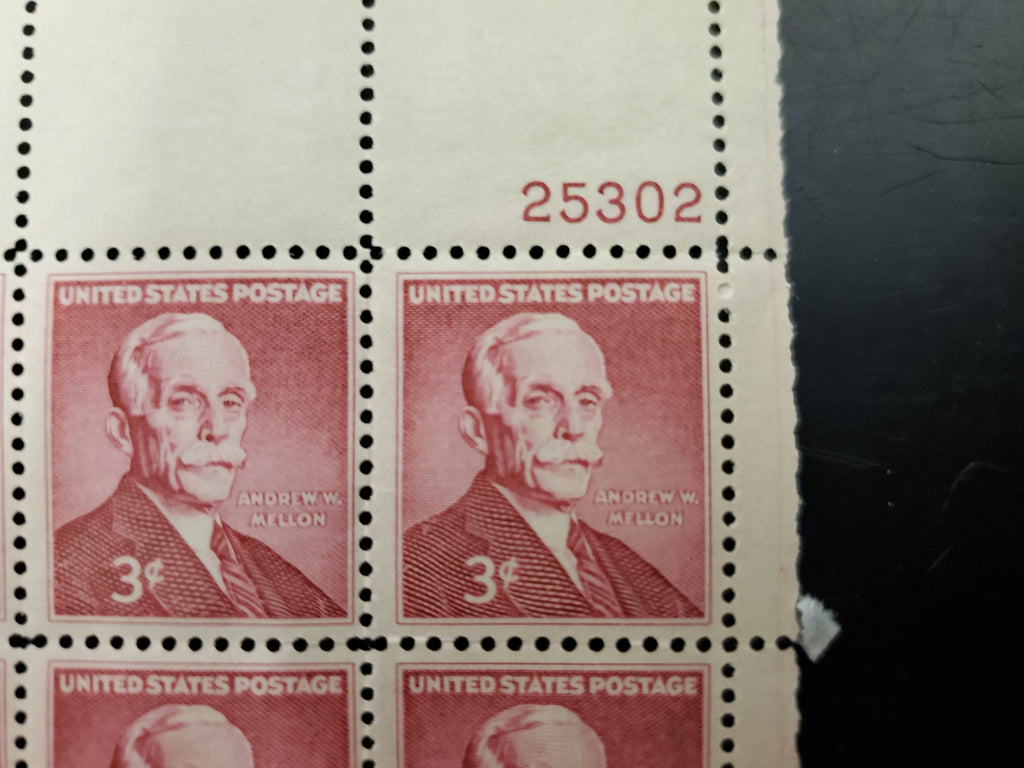 25302
UNITED STATES POSTAGE
ANDREW W.
MELLON
3¢
UNITED STATES POSTAGE
ANDREW W.
MELLON
3¢
UNITED STATES POSTAGE
UNITED STATES POSTAGE